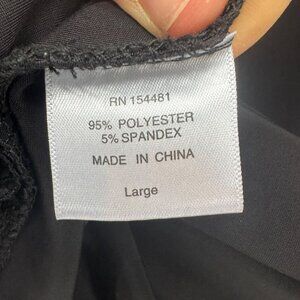 RN 154481
95% POLYESTER
5% SPANDEX
MADE IN CHINA
Large